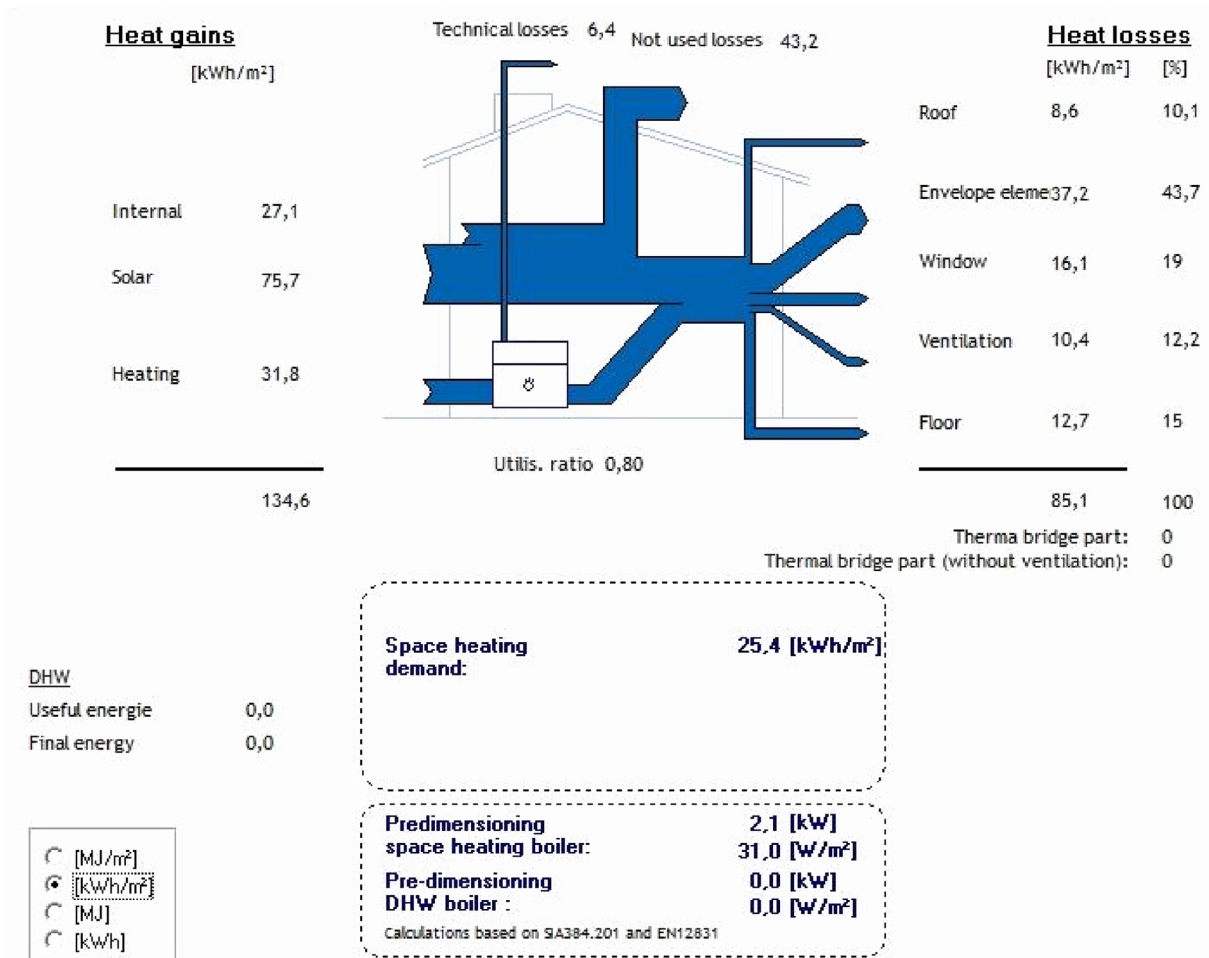 Heat gains
[kWh/m²]
Technical losses 6,4
Not used losses 43,2
Heat losses
[kWh/m²] [%]
Roof 8,6 10,1
Envelope eleme 37,2 43,7
Internal 27,1
Window 16,1 19
Solar 75,7
Ventilation 10,4 12,2
Heating 31,8
Floor 12,7 15
Utilis. ratio 0,80
134,6
85,1 100
Therma bridge part: 0
Thermal bridge part (without ventilation): 0
Space heating 25,4 [kWh/m²]
demand:
DHW
Useful energie 0,0
Final energy 0,0
Predimensioning 2,1 [kW]
space heating boiler: 31,0 [W/m²]
Pre-dimensioning 0,0 [kW]
DHW boiler : 0,0 [W/m²]
Calculations based on SIA384.201 and EN12831
[MJ/m²]
[kWh/m²]
[MJ]
[kWh]